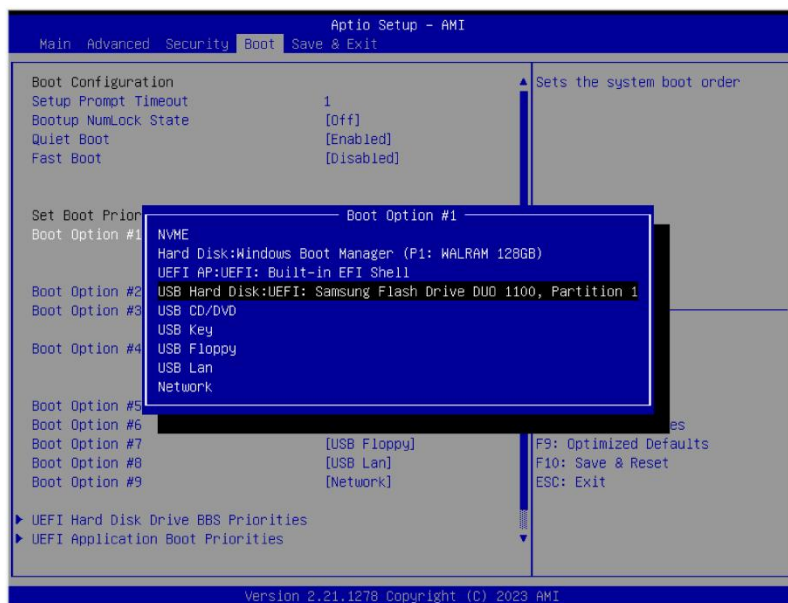 Aptio Setup - AMI
Main Advanced Security Boot Save & Exit
Boot Configuration
Setup Prompt Timeout 1
Bootup NumLock State [Off]
Quiet Boot [Enabled]
Fast Boot [Disabled]
Sets the system boot order
Set Boot Prior
Boot Option #1
Boot Option #1
NVME
Hard Disk:Windows Boot Manager (P1: WALRAM 128GB)
UEFI AP:UEFI: Built-in EFI Shell
USB Hard Disk:UEFI: Samsung Flash Drive DUO 1100, Partition 1
USB CD/DVD
USB Key
USB Floppy
USB Lan
Network
Boot Option #2
Boot Option #3
Boot Option #4
Boot Option #5
Boot Option #6
Boot Option #7 [USB Floppy]
Boot Option #8 [USB Lan]
Boot Option #9 [Network]
UEFI Hard Disk Drive BBS Priorities
UEFI Application Boot Priorities
es
F9: Optimized Defaults
F10: Save & Reset
ESC: Exit
Version 2.21.1278 Copyright (C) 2023 AMI